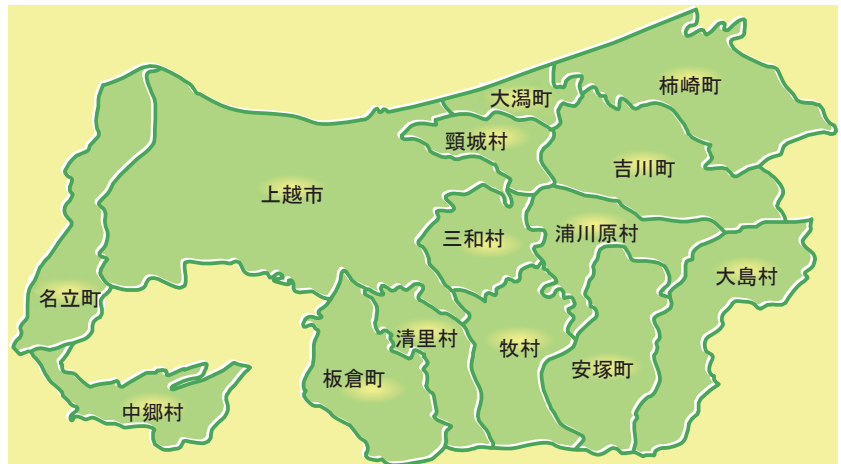 柿崎町
大潟町
頸城村
吉川町
上越市
三和村
浦川原村
大島村
名立町
清里村
牧村
安塚町
板倉町
中郷村